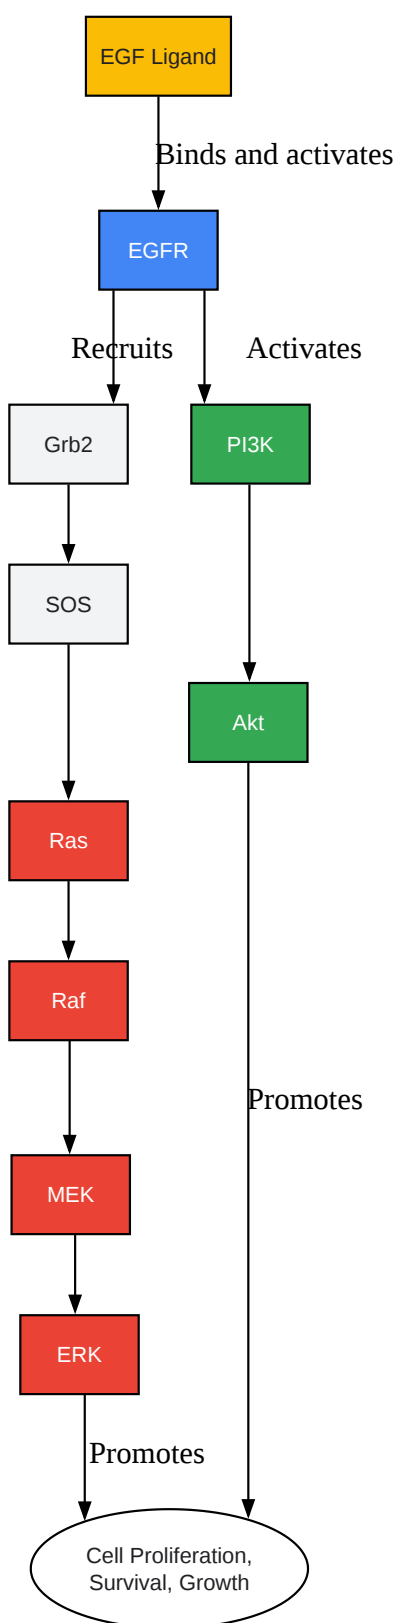 EGF Ligand
Binds and activates
EGFR
Recruits
Activates
Grb2
PI3K
SOS
Akt
Ras
Raf
Promotes
MEK
ERK
Promotes
Cell Proliferation,
Survival, Growth